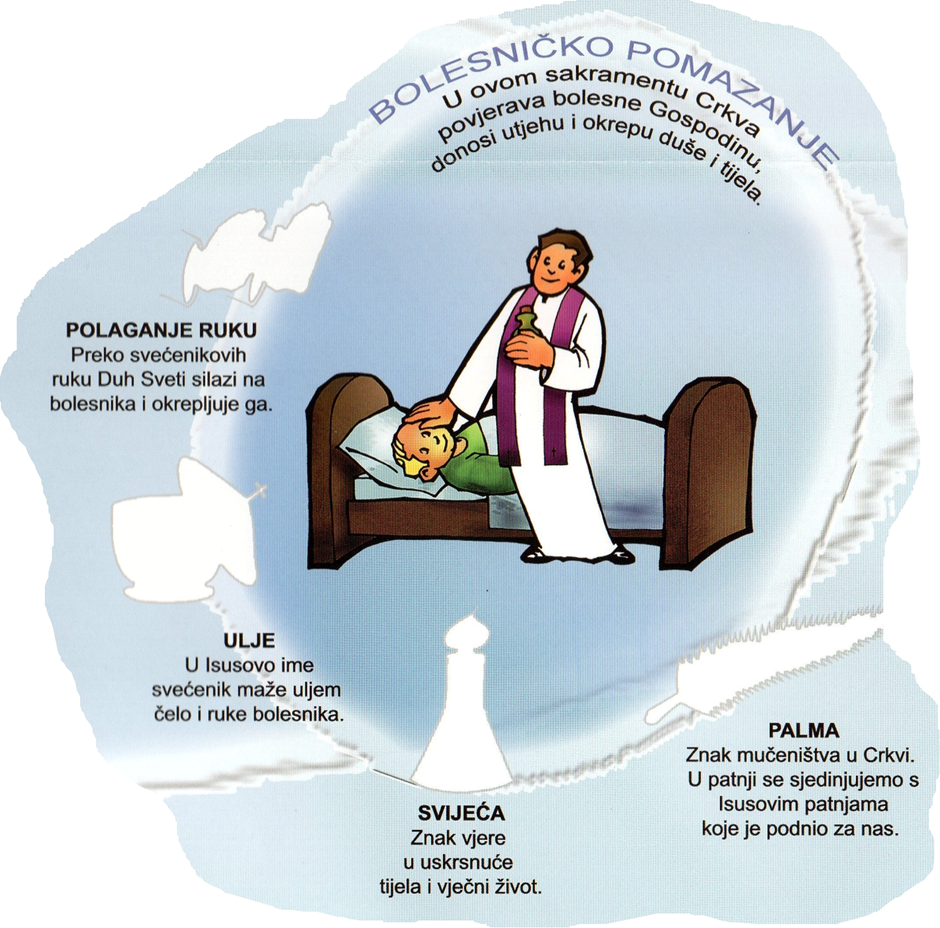 BOLESNIČKO POMAZANJE
U ovom sakramentu Crkva
povjerava bolesne Gospodinu,
donosi utjehu i okrepu duše i tijela.
POLAGANJE RUKU
Preko svećenikovih
ruku Duh Sveti silazi na
bolesnika i okrepljuje ga.
ULJE
U Isusovo ime
svećenik maže uljem
čelo i ruke bolesnika.
SVIJEĆA
Znak vjere
u uskrsnuće
tijela i vječni život.
PALMA
Znak mučeništva u Crkvi.
U patnji se sjedinjujemo s
Isusovim patnjama
koje je podnio za nas.